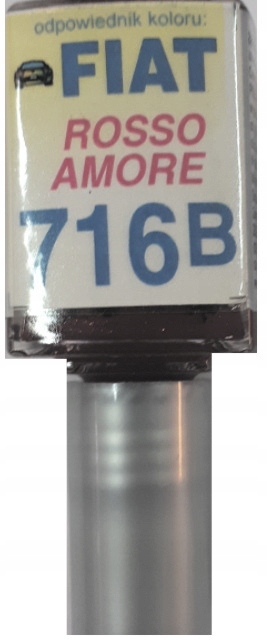 odpowiednik koloru:
FIAT
ROSSO
AMORE
716B